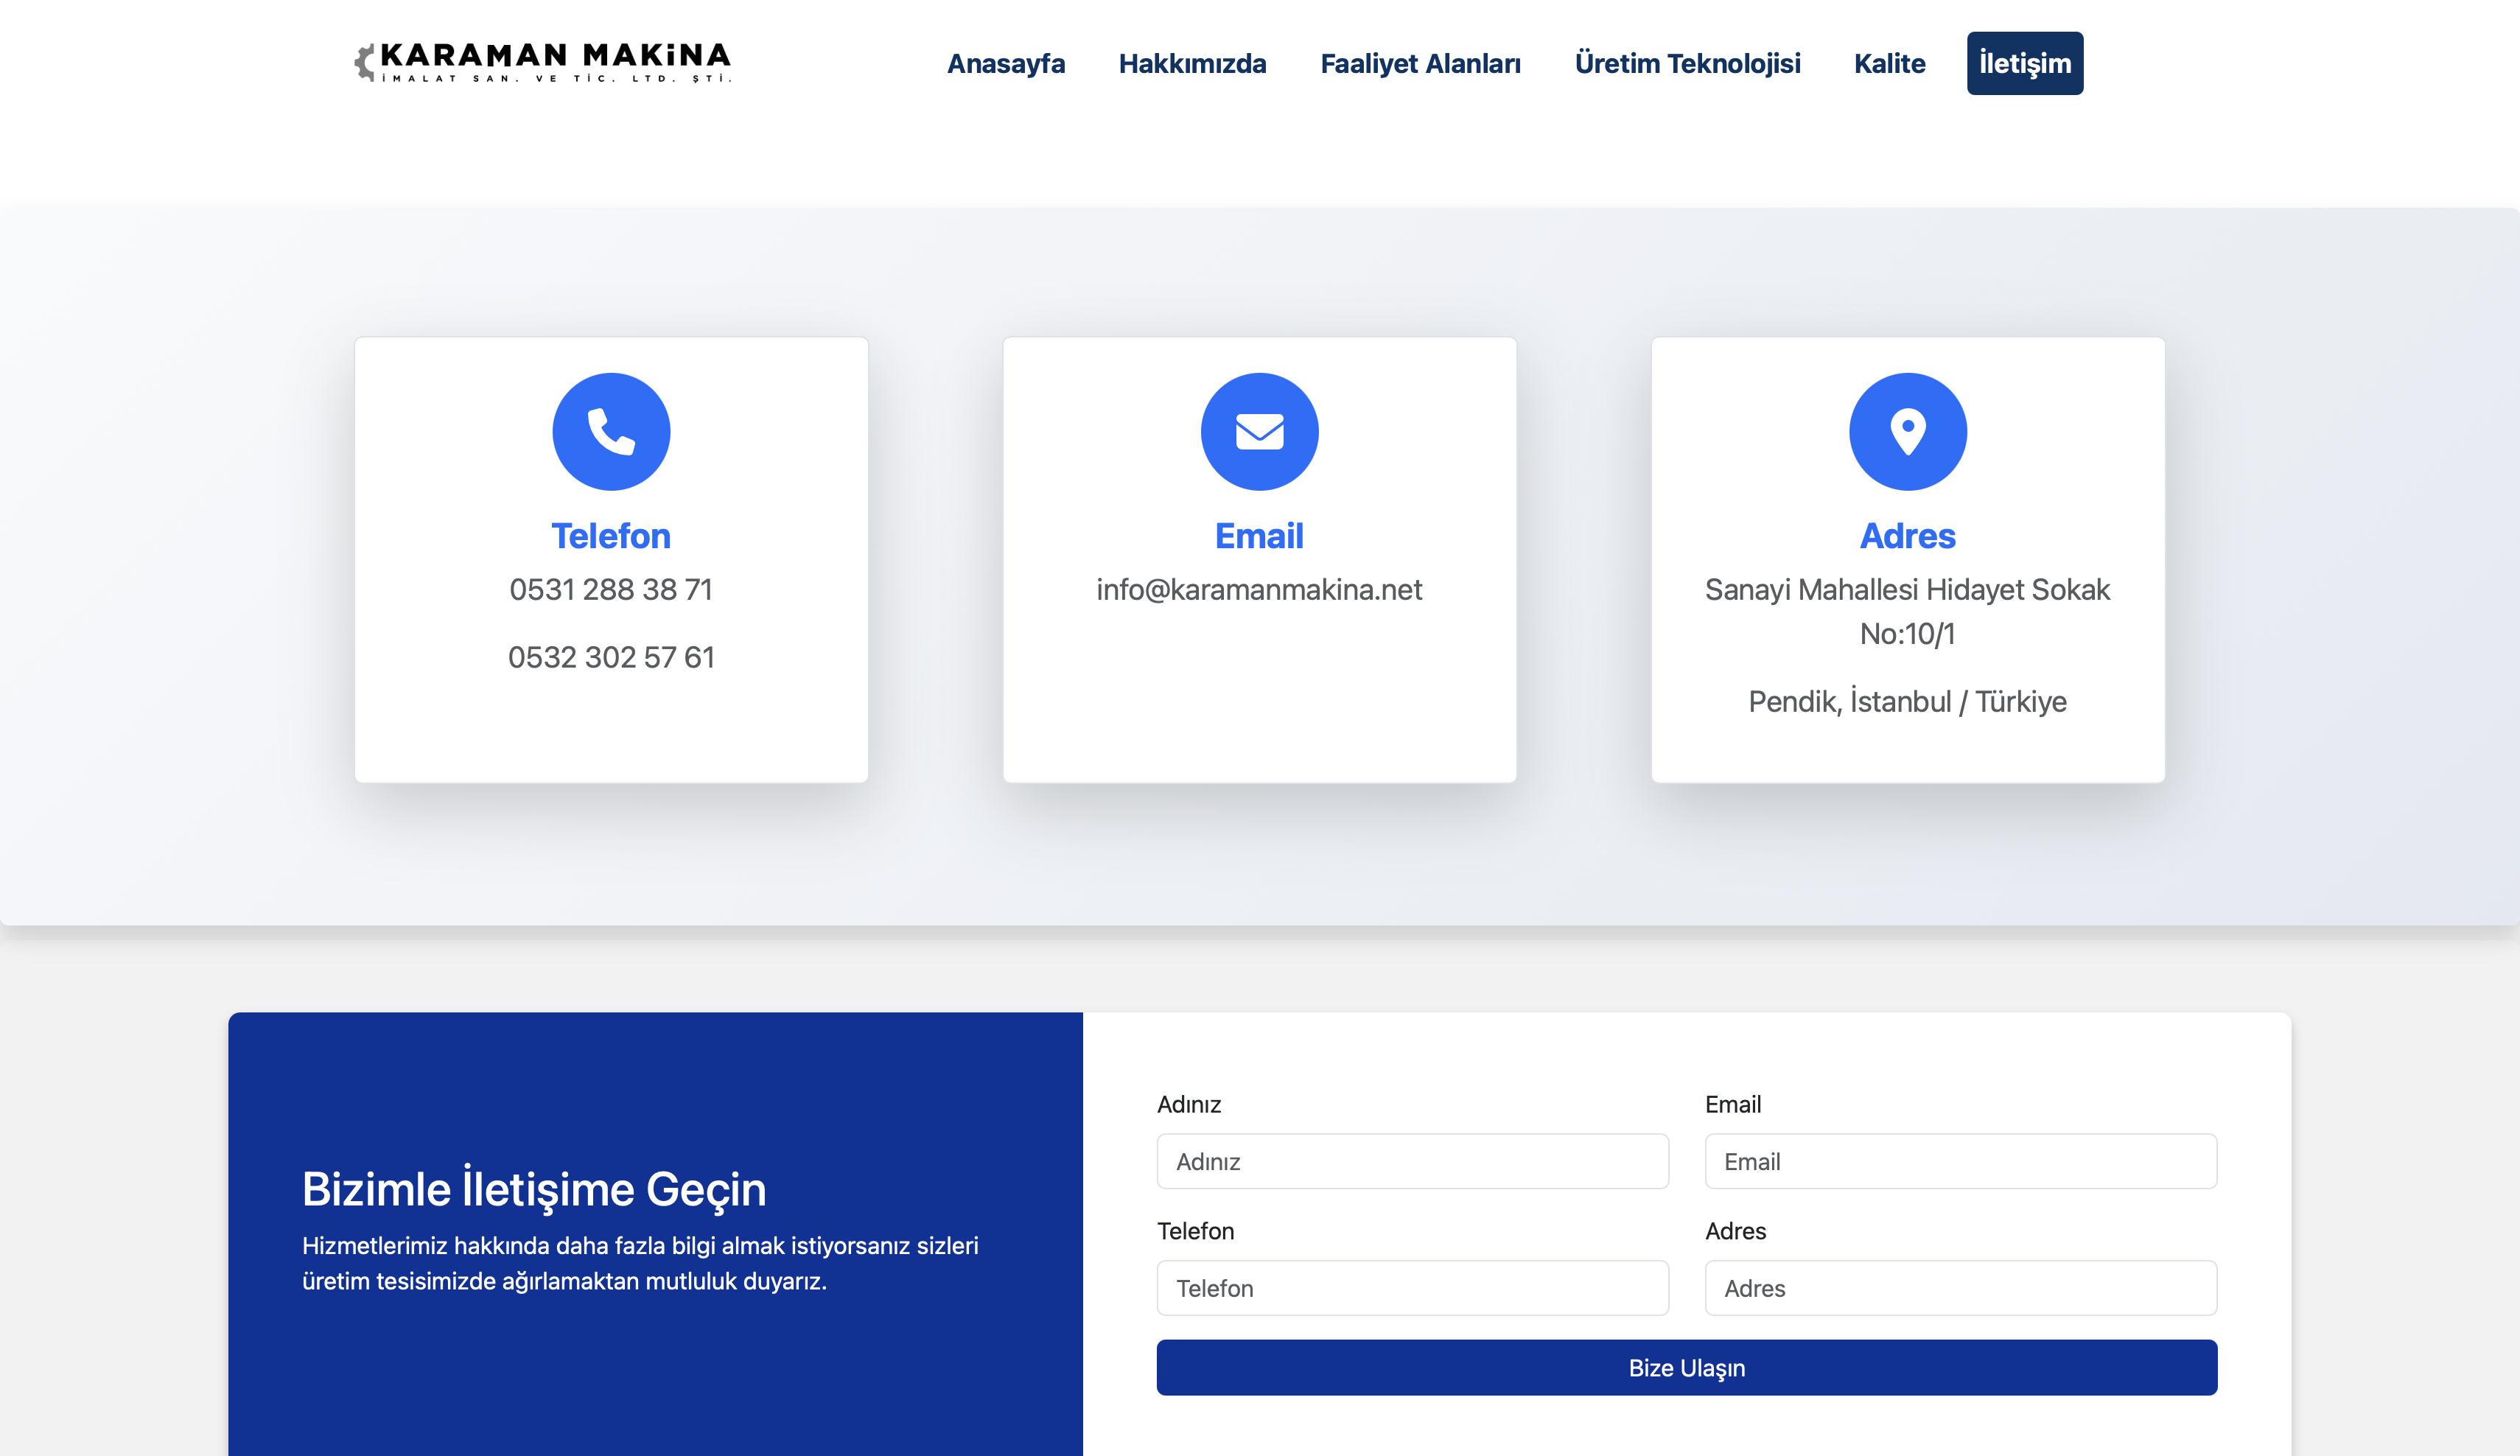 KARAMAN MAKiNA
İMALAT SAN. VE TİC. LTD. ŞTİ.
Anasayfa
Hakkımızda
Faaliyet Alanları
Üretim Teknolojisi
Kalite
İletişim
Telefon
0531 288 38 71
0532 302 57 61
Email
info@karamanmakina.net
Adres
Sanayi Mahallesi Hidayet Sokak
No:10/1
Pendik, İstanbul / Türkiye
Bizimle İletişime Geçin
Hizmetlerimiz hakkında daha fazla bilgi almak istiyorsanız sizleri
üretim tesisimizde ağırlamaktan mutluluk duyarız.
Adınız
Adınız
Email
Email
Telefon
Telefon
Adres
Adres
Bize Ulaşın